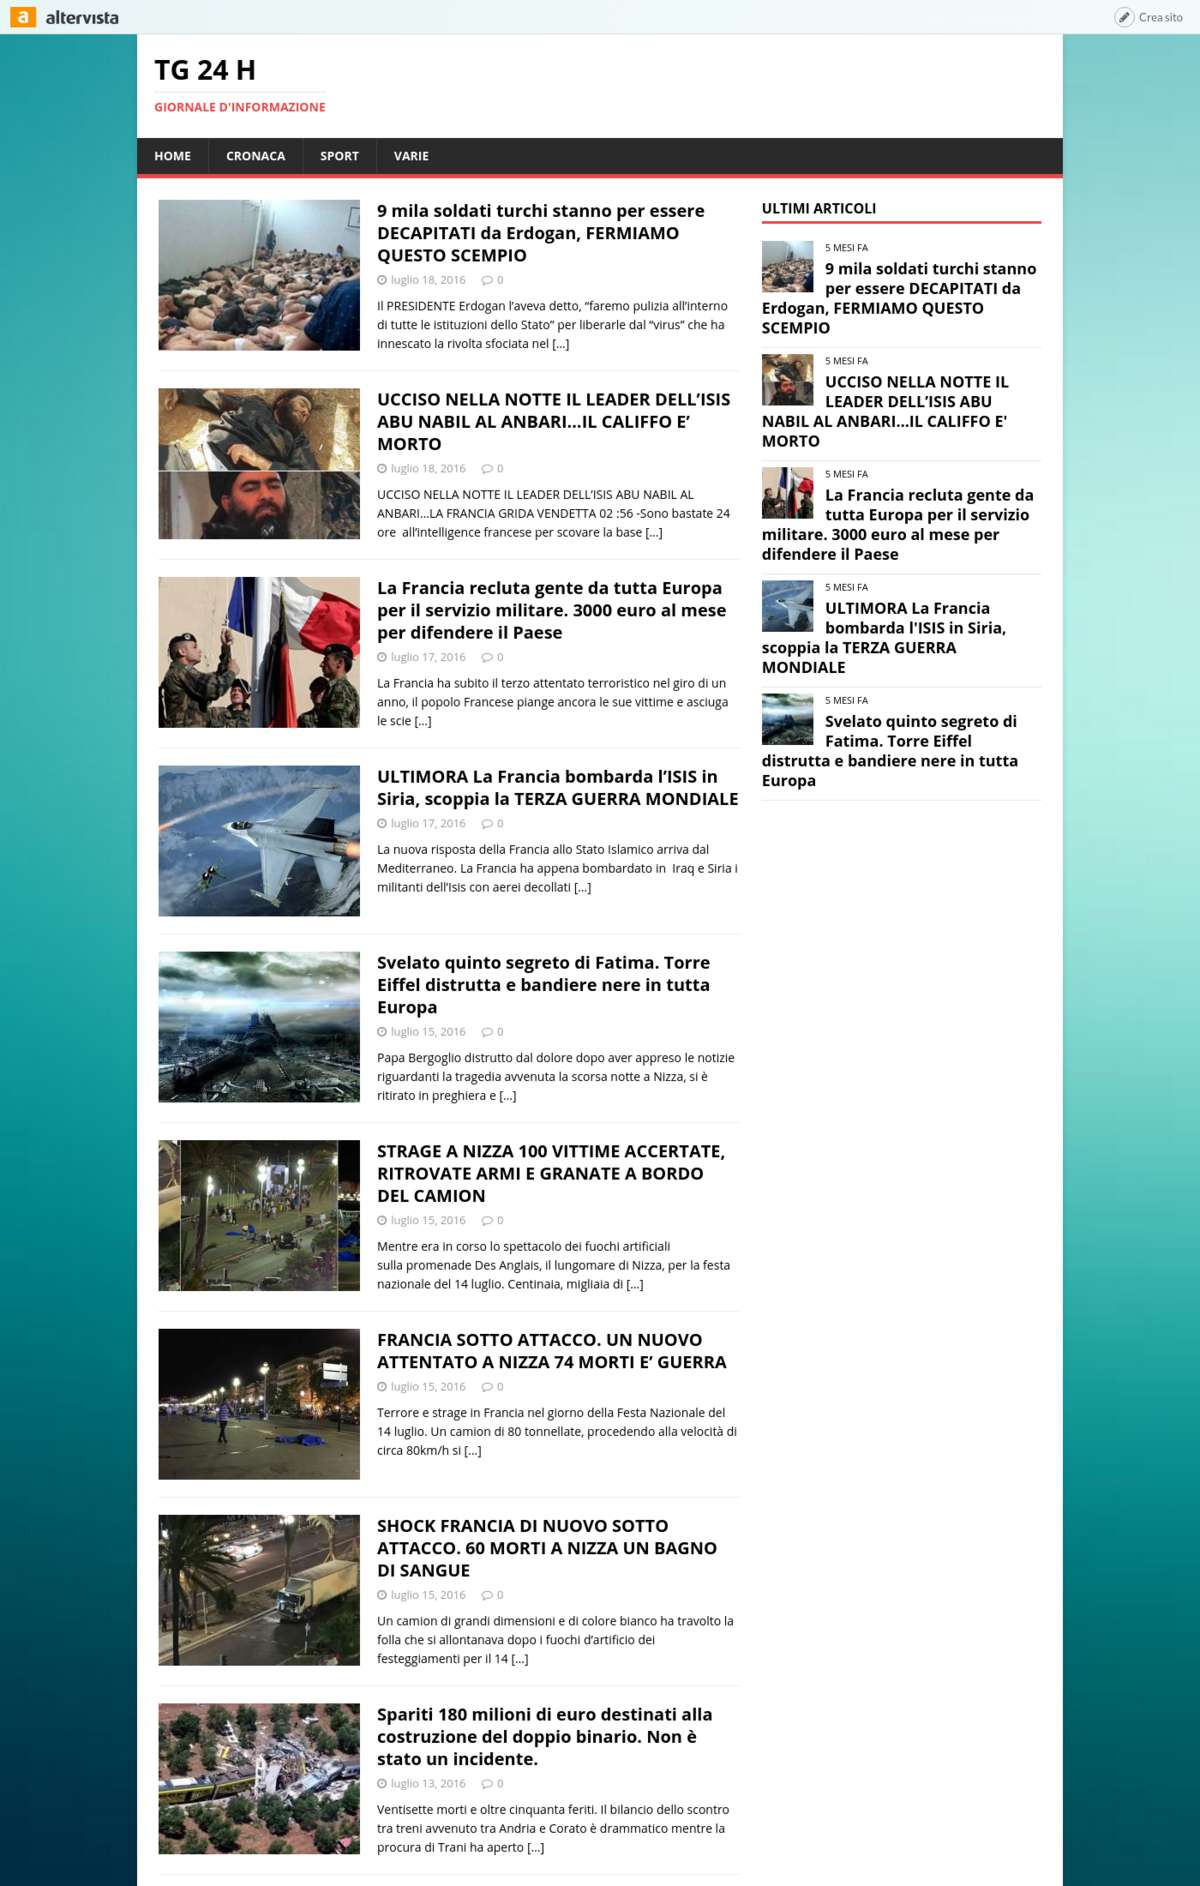 altervista
Crea sito
TG 24 H
GIORNALE D'INFORMAZIONE
HOME
CRONACA
SPORT
VARIE
9 mila soldati turchi stanno per essere
DECAPITATI da Erdogan, FERMIAMO
QUESTO SCEMPIO
luglio 18, 2016
0
Il PRESIDENTE Erdogan l’aveva detto, “faremo pulizia all’interno
di tutte le istituzioni dello Stato” per liberarle dal “virus” che ha
innescato la rivolta sfociata nel [...]
UCCISO NELLA NOTTE IL LEADER DELL’ISIS
ABU NABIL AL ANBARI…IL CALIFFO E’
MORTO
luglio 18, 2016
0
UCCISO NELLA NOTTE IL LEADER DELL’ISIS ABU NABIL AL
ANBARI…LA FRANCIA GRIDA VENDETTA 02 :56 -Sono bastate 24
ore  all’intelligence francese per scovare la base [...]
La Francia recluta gente da tutta Europa
per il servizio militare. 3000 euro al mese
per difendere il Paese
luglio 17, 2016
0
La Francia ha subito il terzo attentato terroristico nel giro di un
anno, il popolo Francese piange ancora le sue vittime e asciuga
le scie [...]
ULTIMORA La Francia bombarda l’ISIS in
Siria, scoppia la TERZA GUERRA MONDIALE
luglio 17, 2016
0
La nuova risposta della Francia allo Stato Islamico arriva dal
Mediterraneo. La Francia ha appena bombardato in  Iraq e Siria i
militanti dell’Isis con aerei decollati [...]
Svelato quinto segreto di Fatima. Torre
Eiffel distrutta e bandiere nere in tutta
Europa
luglio 15, 2016
0
Papa Bergoglio distrutto dal dolore dopo aver appreso le notizie
riguardanti la tragedia avvenuta la scorsa notte a Nizza, si è
ritirato in preghiera e [...]
STRAGE A NIZZA 100 VITTIME ACCERTATE,
RITROVATE ARMI E GRANATE A BORDO
DEL CAMION
luglio 15, 2016
0
Mentre era in corso lo spettacolo dei fuochi artificiali
sulla promenade Des Anglais, il lungomare di Nizza, per la festa
nazionale del 14 luglio. Centinaia, migliaia di [...]
FRANCIA SOTTO ATTACCO. UN NUOVO
ATTENTATO A NIZZA 74 MORTI E’ GUERRA
luglio 15, 2016
0
Terrore e strage in Francia nel giorno della Festa Nazionale del
14 luglio. Un camion di 80 tonnellate, procedendo alla velocità di
circa 80km/h si [...]
SHOCK FRANCIA DI NUOVO SOTTO
ATTACCO. 60 MORTI A NIZZA UN BAGNO
DI SANGUE
luglio 15, 2016
0
Un camion di grandi dimensioni e di colore bianco ha travolto la
folla che si allontanava dopo i fuochi d’artificio dei
festeggiamenti per il 14 [...]
Spariti 180 milioni di euro destinati alla
costruzione del doppio binario. Non è
stato un incidente.
luglio 13, 2016
0
Ventisette morti e oltre cinquanta feriti. Il bilancio dello scontro
tra treni avvenuto tra Andria e Corato è drammatico mentre la
procura di Trani ha aperto [...]
ULTIMI ARTICOLI
5 MESI FA
9 mila soldati turchi stanno
per essere DECAPITATI da
Erdogan, FERMIAMO QUESTO
SCEMPIO
5 MESI FA
UCCISO NELLA NOTTE IL
LEADER DELL’ISIS ABU
NABIL AL ANBARI...IL CALIFFO E'
MORTO
5 MESI FA
La Francia recluta gente da
tutta Europa per il servizio
militare. 3000 euro al mese per
difendere il Paese
5 MESI FA
ULTIMORA La Francia
bombarda l'ISIS in Siria,
scoppia la TERZA GUERRA
MONDIALE
5 MESI FA
Svelato quinto segreto di
Fatima. Torre Eiffel
distrutta e bandiere nere in tutta
Europa